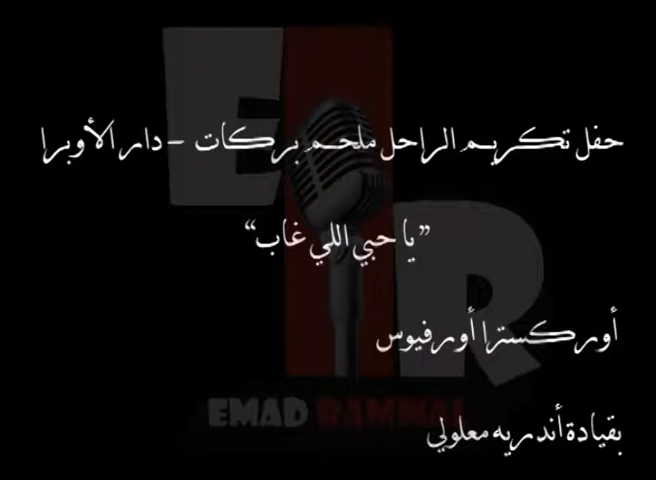 حفل تكريم الراحل ملحم بركات - دار الأوبرا
"يا حبي اللي غاب"
أوركسترا أورفيوس
بقيادة أندريه معلولي
E R
EMAD RAMMAL